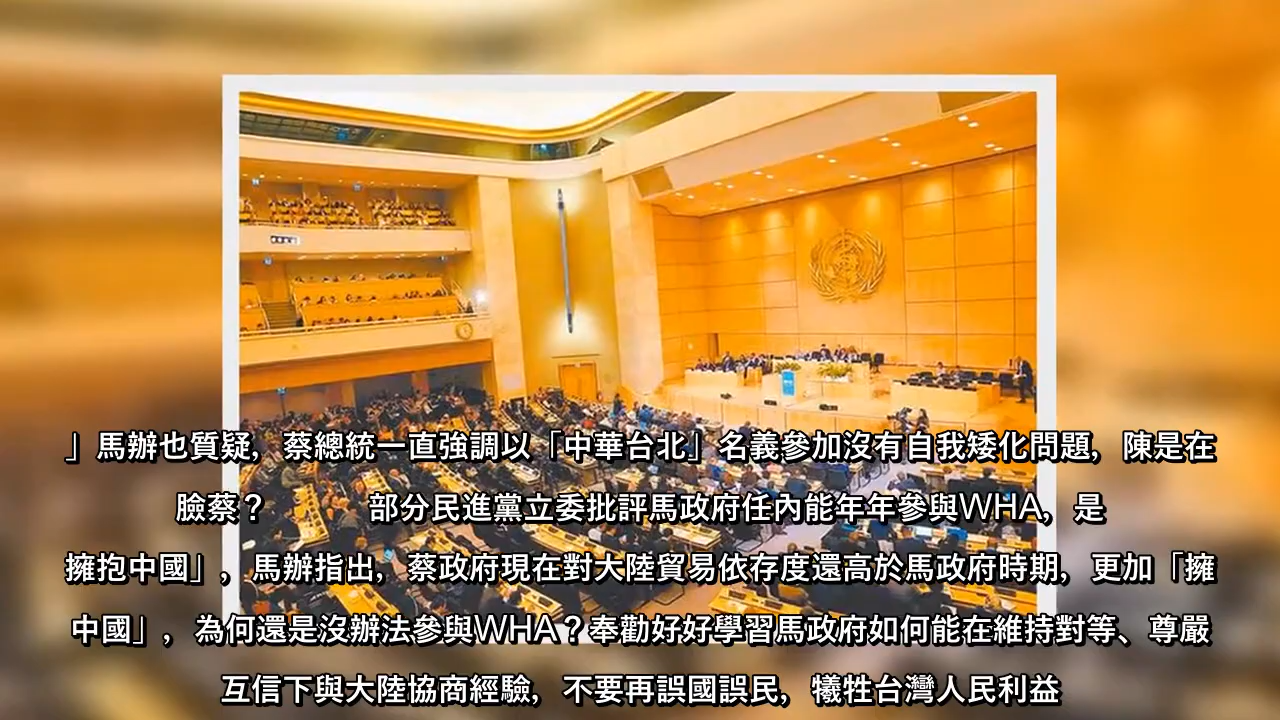 」馬辦也質疑，蔡總統一直強調以「中華台北」名義參加沒有自我矮化問題，陳是在
臉蔡？ 部分民進黨立委批評馬政府任內能年年參與WHA，是
擁抱中國」，馬辦指出，蔡政府現在對大陸貿易依存度還高於馬政府時期，更加「擁
中國」，為何還是沒辦法參與WHA？奉勸好好學習馬政府如何能在維持對等、尊嚴
互信下與大陸協商經驗，不要再誤國誤民，犧牲台灣人民利益